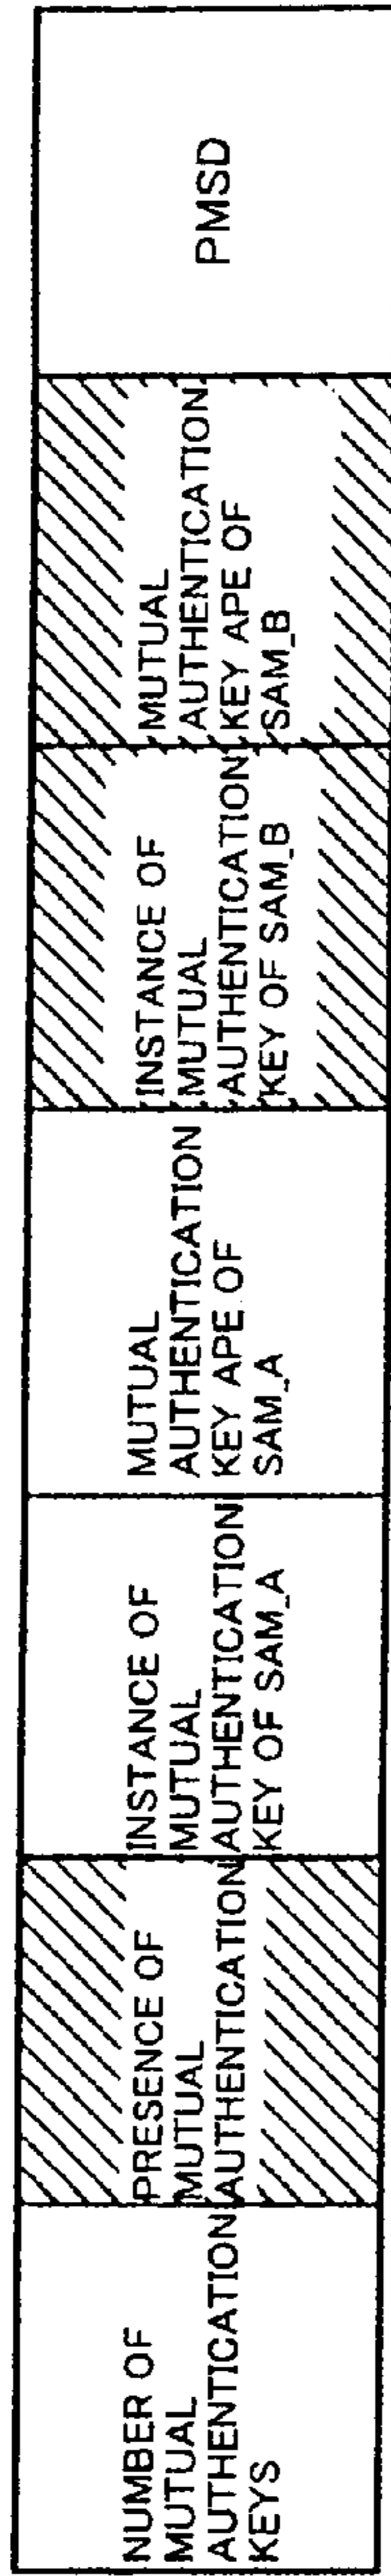 NUMBER OF
MUTUAL
AUTHENTICATION
KEYS
PRESENCE OF
MUTUAL
AUTHENTICATION
INSTANCE OF
MUTUAL
AUTHENTICATION
KEY OF SAM_A
MUTUAL
AUTHENTICATION
KEY APE OF
SAM_A
INSTANCE OF
MUTUAL
AUTHENTICATION
KEY OF SAM_B
MUTUAL
AUTHENTICATION
KEY APE OF
SAM_B
PMSD